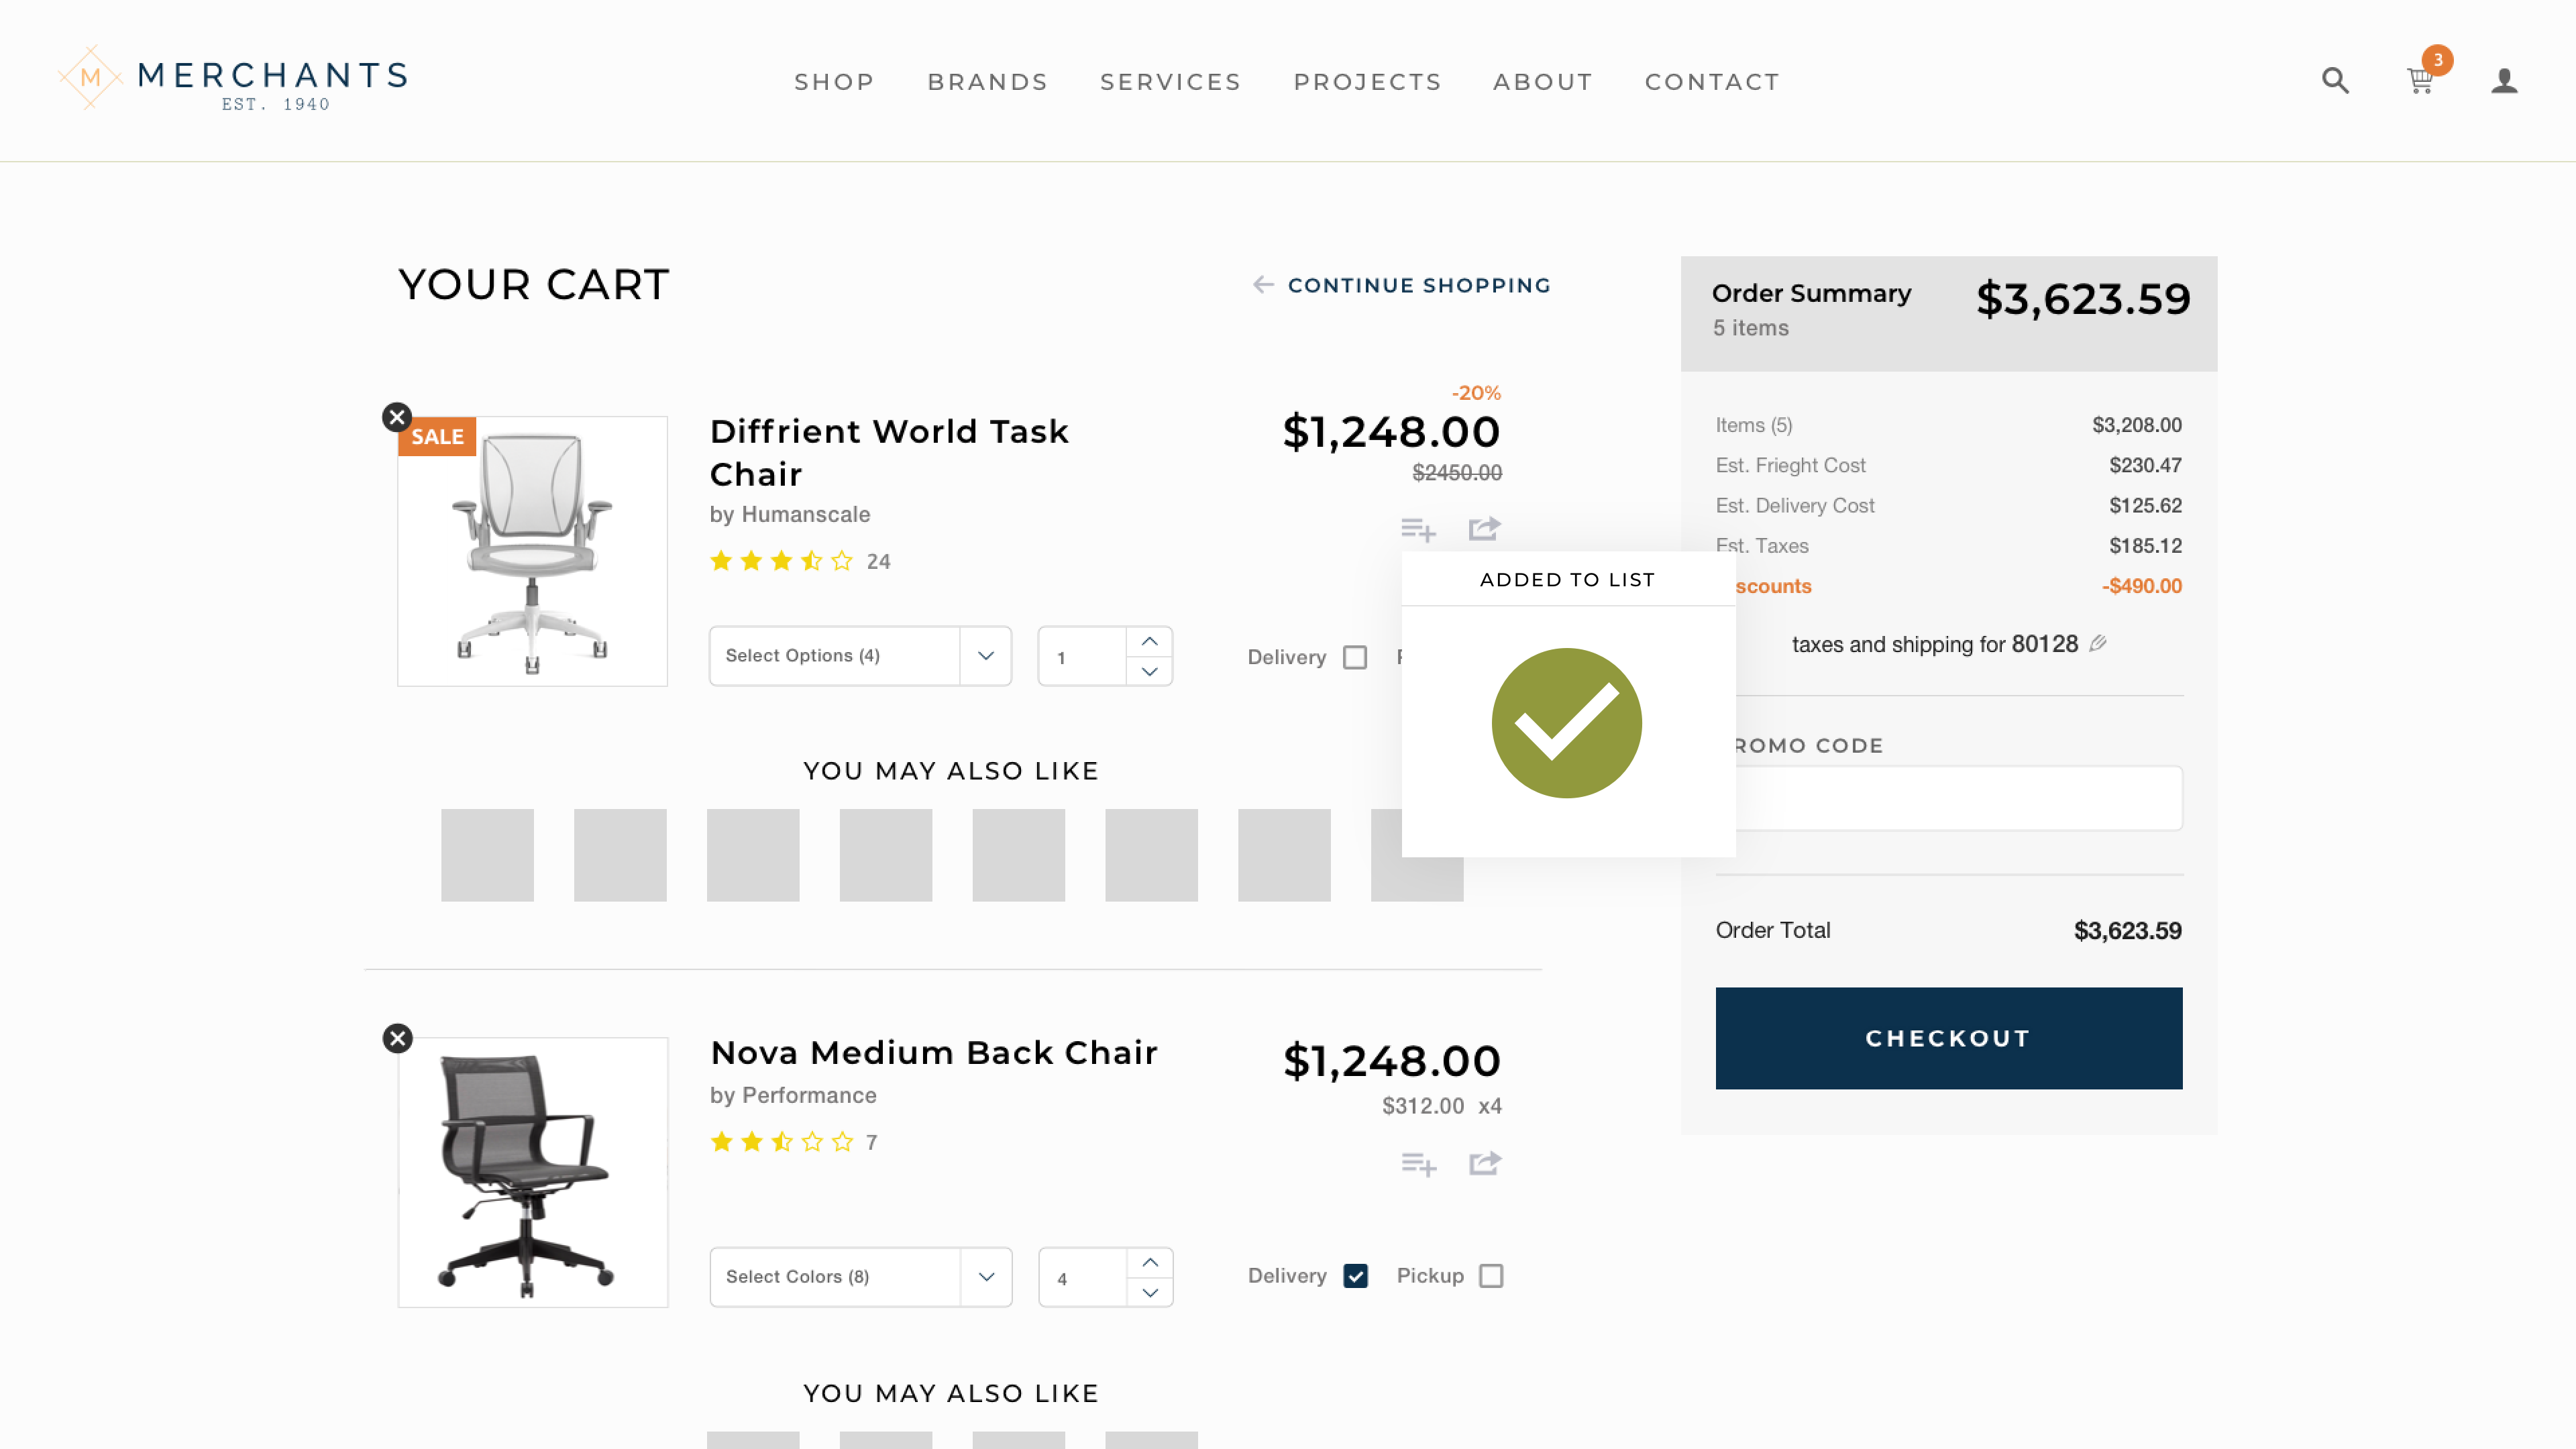 M MERCHANTS
EST. 1940
SHOP BRANDS SERVICES PROJECTS ABOUT CONTACT
3
YOUR CART
CONTINUE SHOPPING
SALE
Diffrient World Task
Chair
by Humanscale
24
-20%
$1,248.00
$2450.00
Select Options (4)
1
Delivery
YOU MAY ALSO LIKE
ADDED TO LIST
Nova Medium Back Chair
by Performance
7
$1,248.00
$312.00 x4
Select Colors (8)
4
Delivery
Pickup
YOU MAY ALSO LIKE
Order Summary
$3,623.59
5 items
Items (5) $3,208.00
Est. Frieght Cost $230.47
Est. Delivery Cost $125.62
Est. Taxes $185.12
scounts -$490.00
taxes and shipping for 80128
ROMO CODE
Order Total $3,623.59
CHECKOUT